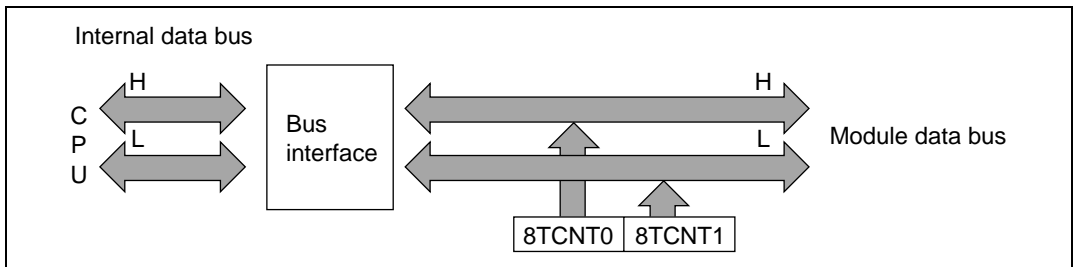 Internal data bus
H
H
C
P
U
L
L
Bus
interface
Module data bus
8TCNT0
8TCNT1